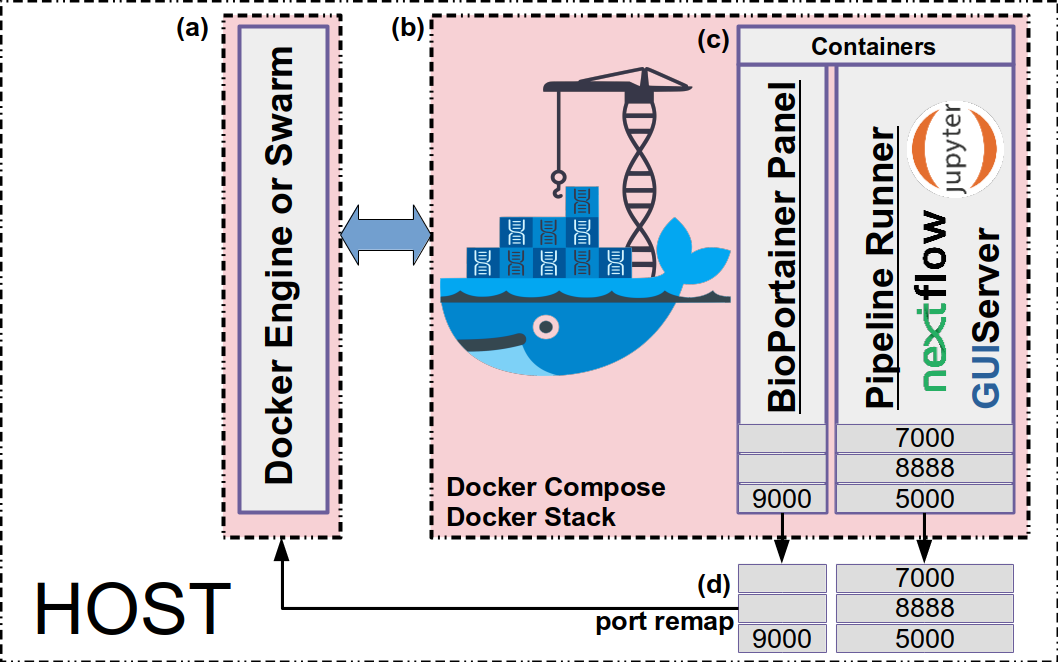 (a)
(b)
(c)
Containers
Docker Engine or Swarm
BioPortainer Panel
Pipeline Runner
Jupyter
nextflow
GUIServer
7000
8888
9000
5000
Docker Compose
Docker Stack
(d)
7000
port remap
8888
9000
5000
HOST